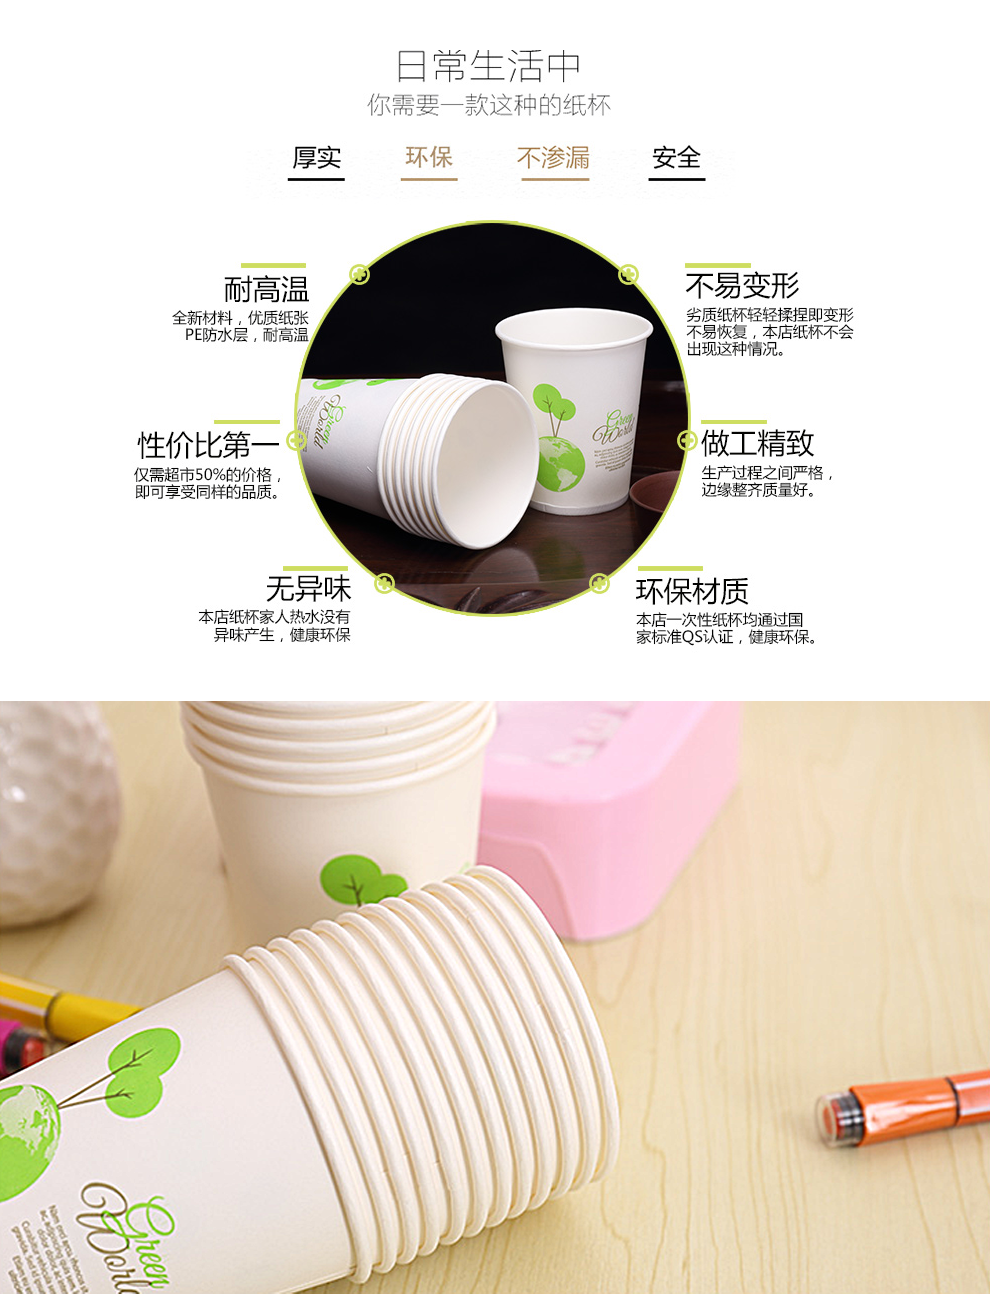 日常生活中
你需要一款这种的纸杯
厚实 环保 不渗漏 安全
耐高温
全新材料，优质纸张
PE防水层，耐高温
不易变形
劣质纸杯轻轻揉捏即变形
不易恢复，本店纸杯不会
出现这种情况。
性价比第一
仅需超市50%的价格，
即可享受同样的品质。
做工精致
生产过程之间严格，
边缘整齐质量好。
无异味
本店纸杯家人热水没有
异味产生，健康环保
环保材质
本店一次性纸杯均通过国
家标准QS认证，健康环保。
Green
World
Green
World
Green
World